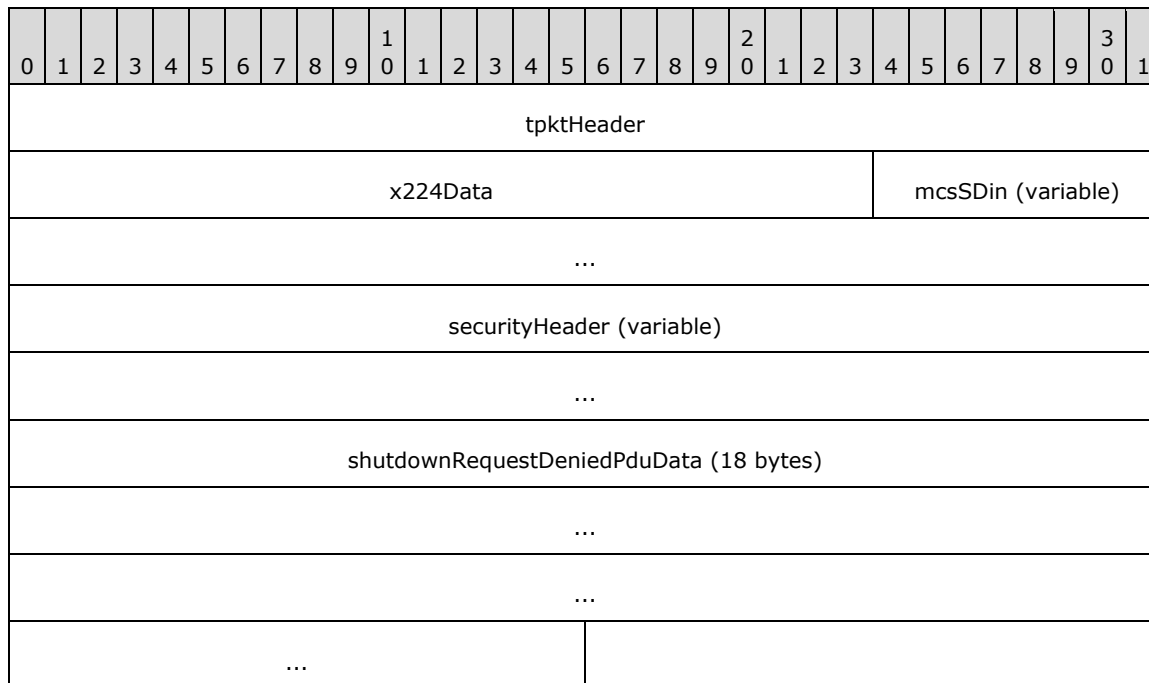 1 2 3
0 1 2 3 4 5 6 7 8 9 0 1 2 3 4 5 6 7 8 9 0 1 2 3 4 5 6 7 8 9 0 1
tpktHeader
x224Data mcsSDin (variable)
...
securityHeader (variable)
...
shutdownRequestDeniedPduData (18 bytes)
...
...
...